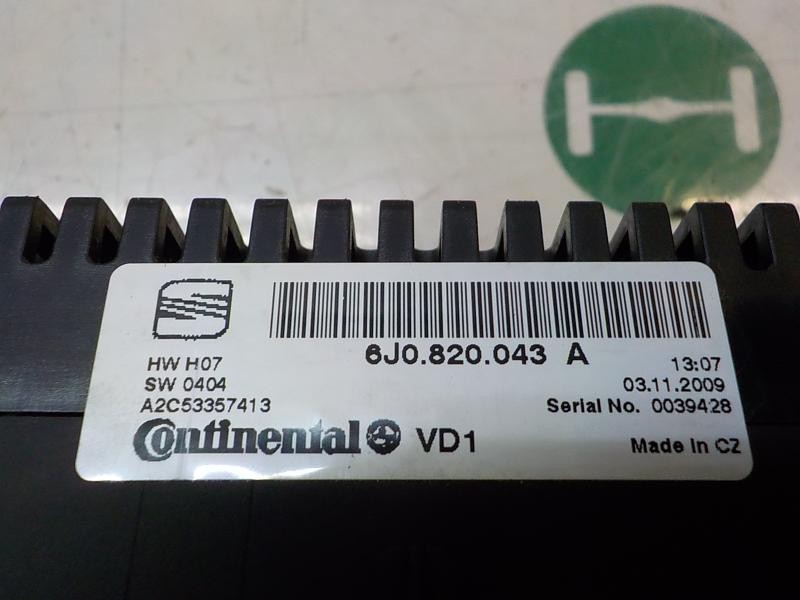 6J0.820.043 A
HW H07
SW 0404
A2C53357413
13:07
03.11.2009
Serial No. 0039428
Continental VD1
Made in CZ